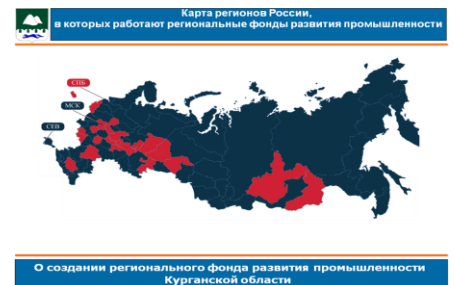 Карта регионов России,
в которых работают региональные фонды развития промышленности
СПБ
МСК
СЕВ
О создании регионального фонда развития промышленности
Курганской области